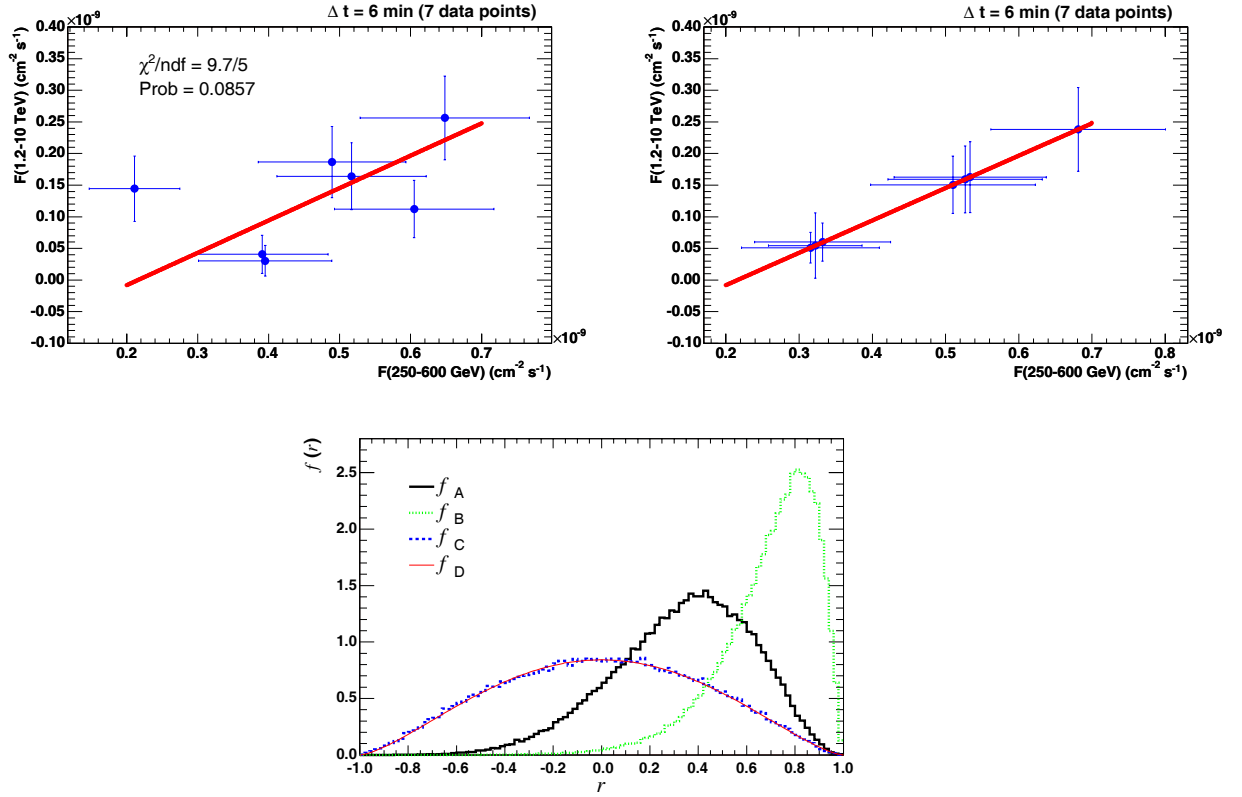 Δ t = 6 min (7 data points)
×10⁻⁹
F(1.2-10 TeV) (cm⁻² s⁻¹)
χ²/ndf = 9.7/5
Prob = 0.0857
0.40
0.35
0.30
0.25
0.20
0.15
0.10
0.05
0.00
-0.05
-0.10
0.2 0.3 0.4 0.5 0.6 0.7
×10⁻⁹
F(250-600 GeV) (cm⁻² s⁻¹)
Δ t = 6 min (7 data points)
×10⁻⁹
F(1.2-10 TeV) (cm⁻² s⁻¹)
0.40
0.35
0.30
0.25
0.20
0.15
0.10
0.05
0.00
-0.05
-0.10
0.2 0.3 0.4 0.5 0.6 0.7 0.8
×10⁻⁹
F(250-600 GeV) (cm⁻² s⁻¹)
f (r)
2.5
2.0
1.5
1.0
0.5
0.0
f A
f B
f C
f D
-1.0 -0.8 -0.6 -0.4 -0.2 0.0 0.2 0.4 0.6 0.8 1.0
r